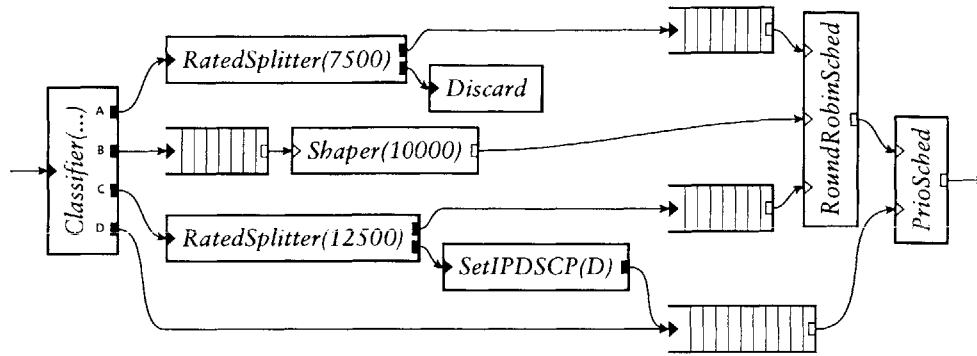 RatedSplitter(7500)
Discard
Classifier(...)
A
B
C
D
Shaper(10000)
RatedSplitter(12500)
SetIPDSCP(D)
RoundRobinSched
PrioSched